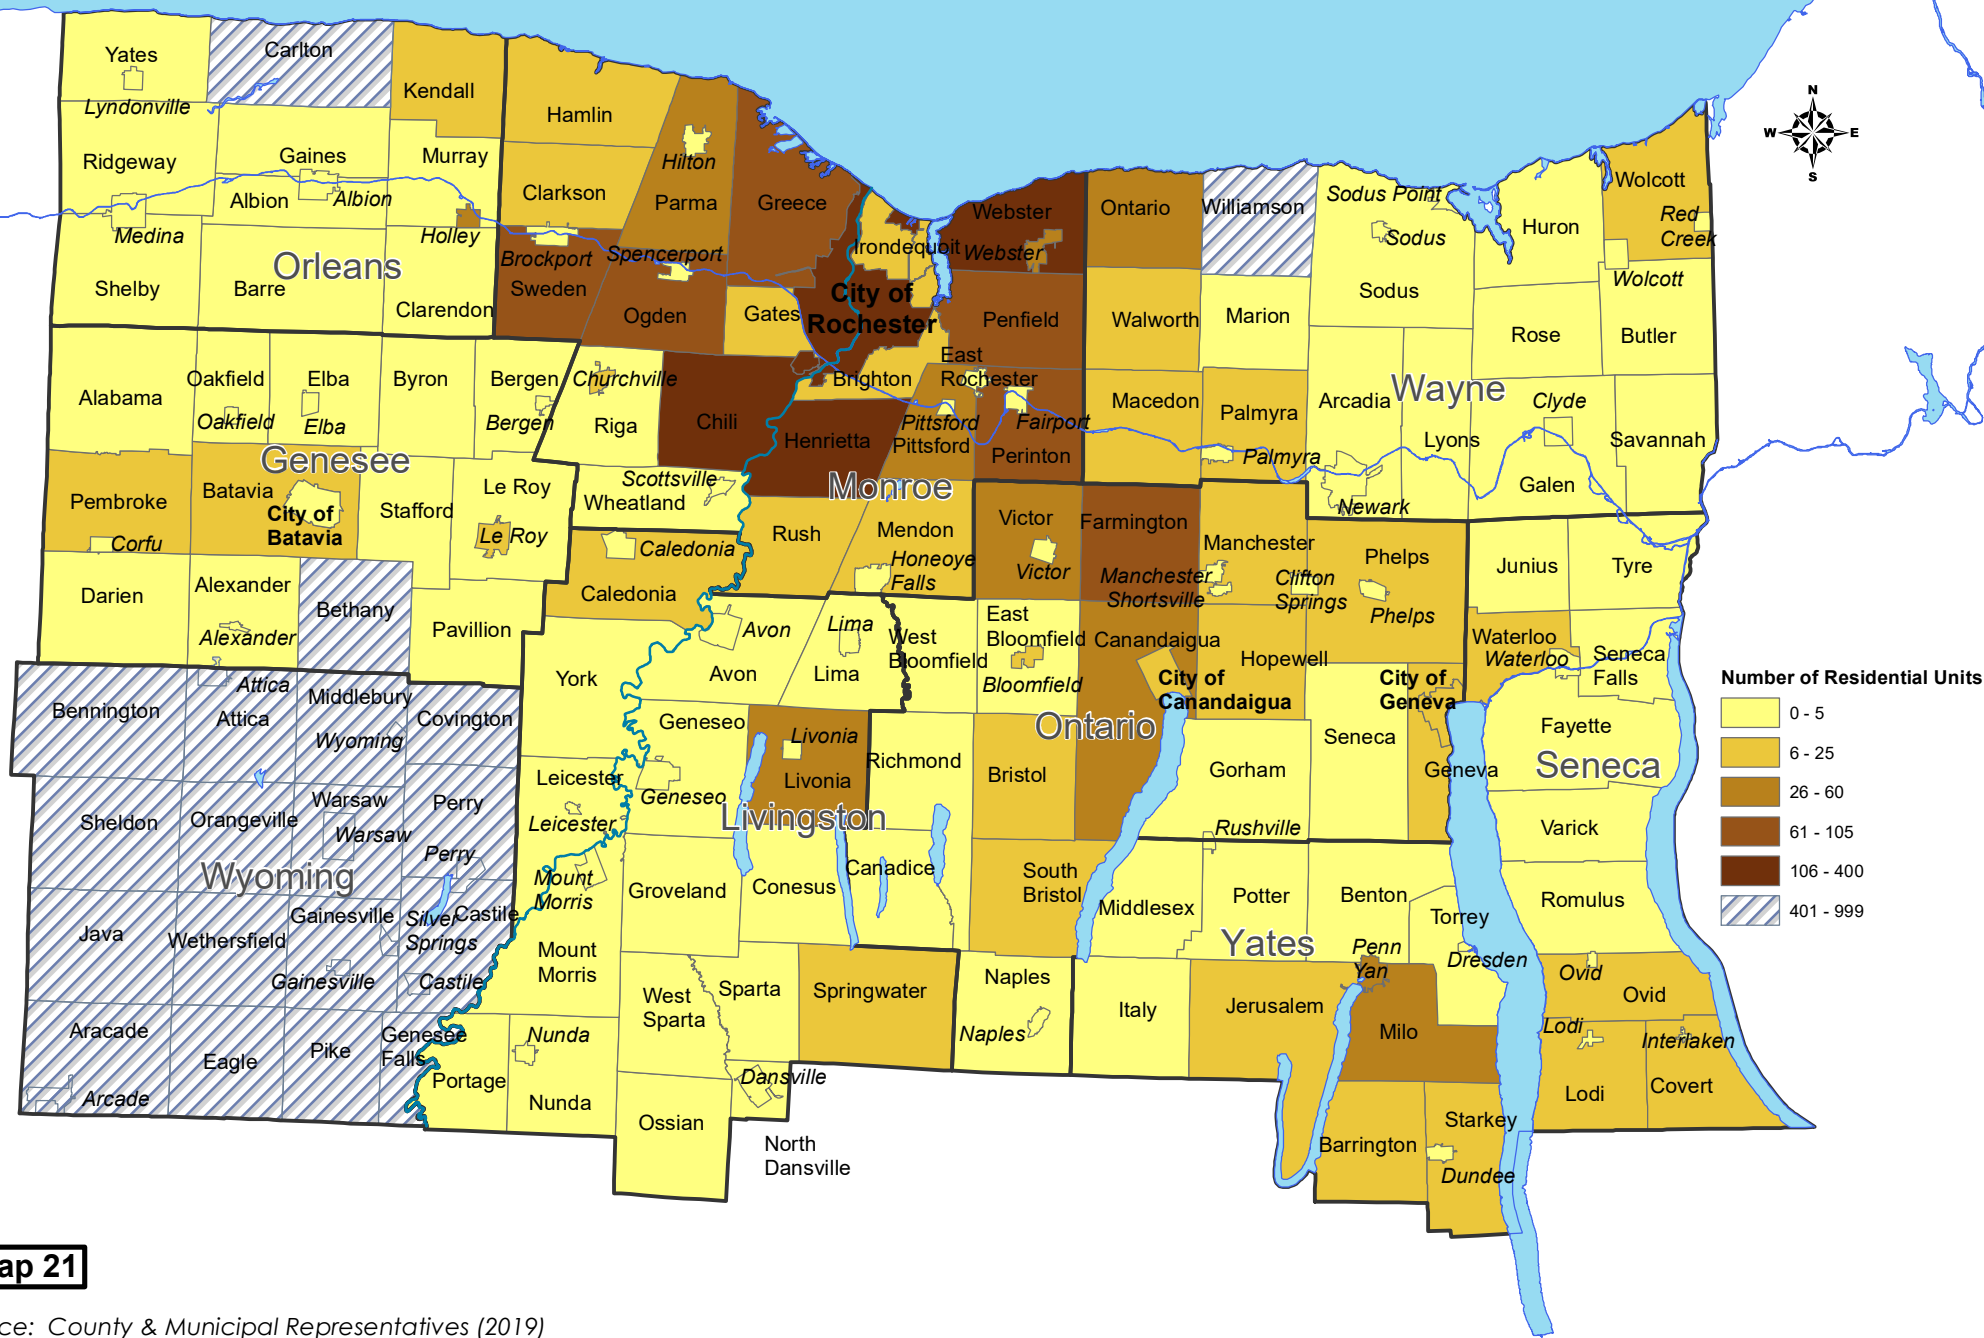 Yates
Carlton
Kendall
Lyndonville
Hamlin
Ridgeway
Gaines
Murray
Hilton
Albion
Albion
Clarkson
Parma
Greece
Webster
Ontario
Williamson
Sodus Point
Wolcott
Medina
Holley
Orleans
Brockport
Spencerport
Irondequoit
Webster
Sodus
Huron
Red
Creek
Shelby
Barre
Clarendon
Sweden
Ogden
Gates
City of
Rochester
Penfield
Walworth
Marion
Sodus
Wolcott
Rose
Butler
Alabama
Oakfield
Elba
Byron
Bergen
Churchville
Brighton
East
Rochester
Macedon
Palmyra
Arcadia
Wayne
Clyde
Oakfield
Elba
Bergen
Riga
Chili
Henrietta
Pittsford
Pittsford
Fairport
Perinton
Palmyra
Lyons
Savannah
Genesee
Pembroke
Batavia
City of
Batavia
Stafford
Le Roy
Le Roy
Scottsville
Wheatland
Monroe
Newark
Galen
Corfu
Caledonia
Rush
Mendon
Honeoye
Falls
Victor
Victor
Farmington
Manchester
Manchester
Shortsville
Clifton
Springs
Phelps
Phelps
Junius
Tyre
Darien
Alexander
Alexander
Bethany
Pavillion
Caledonia
Avon
Lima
Lima
West
Bloomfield
East
Bloomfield
Bloomfield
Canandaigua
Hopewell
Waterloo
Waterloo
Seneca
Falls
Bennington
Attica
Attica
Middlebury
Wyoming
Covington
York
Avon
City of
Canandaigua
City of
Geneva
Number of Residential Units
0 - 5
6 - 25
26 - 60
61 - 105
106 - 400
401 - 999
Geneseo
Geneseo
Livonia
Livonia
Richmond
Ontario
Bristol
Gorham
Seneca
Geneva
Fayette
Seneca
Sheldon
Orangeville
Warsaw
Warsaw
Perry
Perry
Leicester
Leicester
Livingston
Rushville
Varick
Wyoming
Mount
Morris
Groveland
Conesus
Canadice
South
Bristol
Middlesex
Potter
Benton
Torrey
Romulus
Java
Wethersfield
Gainesville
Gainesville
Silver
Springs
Castile
Castile
Mount
Morris
Yates
Penn
Yan
Dresden
Ovid
Ovid
Aracade
Eagle
Pike
Genesee
Falls
Portage
Nunda
Nunda
West
Sparta
Sparta
Springwater
Naples
Naples
Italy
Jerusalem
Milo
Lodi
Interlaken
Lodi
Covert
Arcade
Ossian
Dansville
North
Dansville
Barrington
Starkey
Dundee
N
W
E
S
ap 21
ce: County & Municipal Representatives (2019)